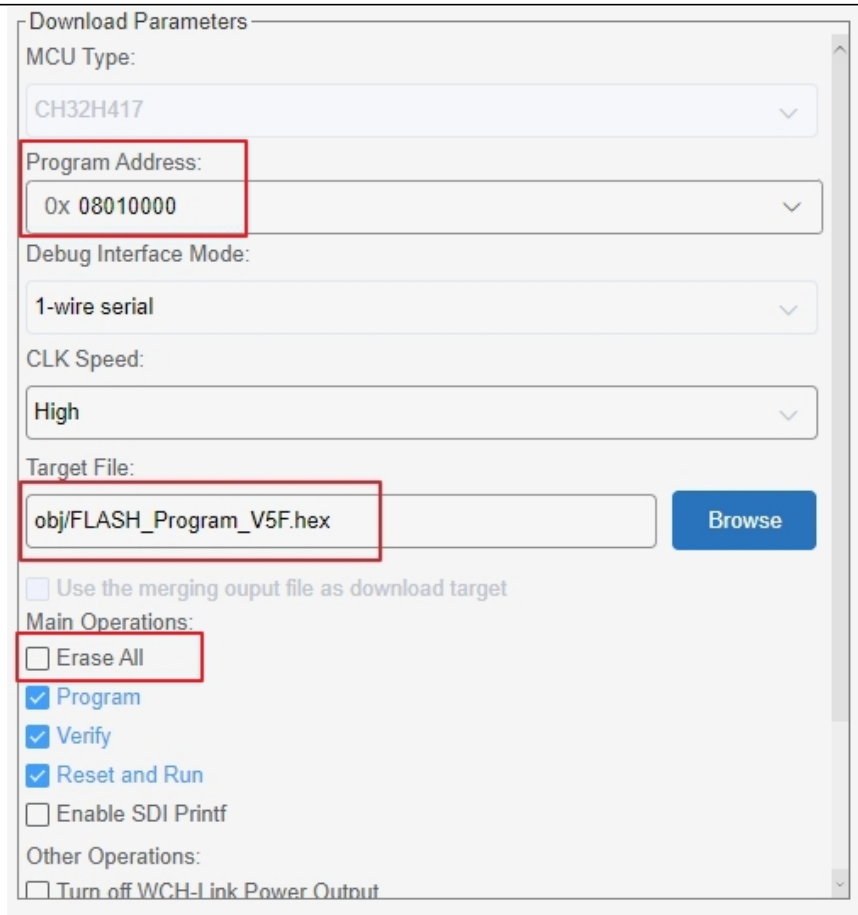 Download Parameters
MCU Type:
CH32H417
Program Address:
0x 08010000
Debug Interface Mode:
1-wire serial
CLK Speed:
High
Target File:
obj/FLASH_Program_V5F.hex
Browse
Use the merging ouput file as download target
Main Operations:
Erase All
Program
Verify
Reset and Run
Enable SDI Printf
Other Operations:
Turn off WCH-Link Power Output